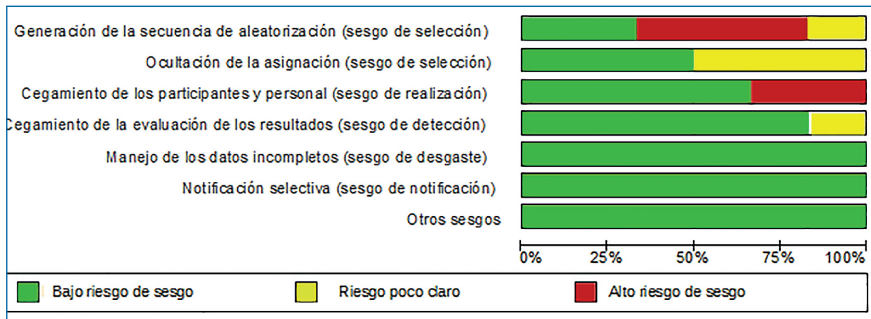 Generación de la secuencia de aleatorización (sesgo de selección)
Ocultación de la asignación (sesgo de selección)
Cegamiento de los participantes y personal (sesgo de realización)
Cegamiento de la evaluación de los resultados (sesgo de detección)
Manejo de los datos incompletos (sesgo de desgaste)
Notificación selectiva (sesgo de notificación)
Otros sesgos
0% 25% 50% 75% 100%
Bajo riesgo de sesgo Riesgo poco claro Alto riesgo de sesgo